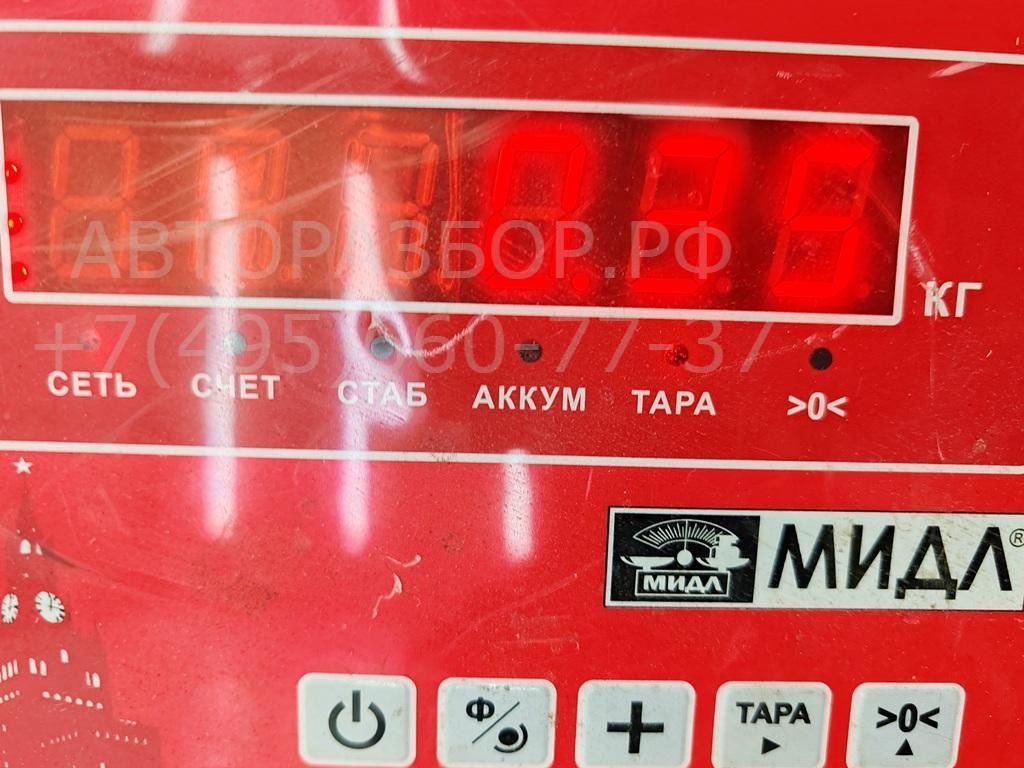 АВТОРАЗБОР.РФ
КГ
+7(495)760-77-37
СЕТЬ СЧЕТ СТАБ АККУМ ТАРА >0<
МИДЛ МИДЛ®
Ф ТАРА >0<